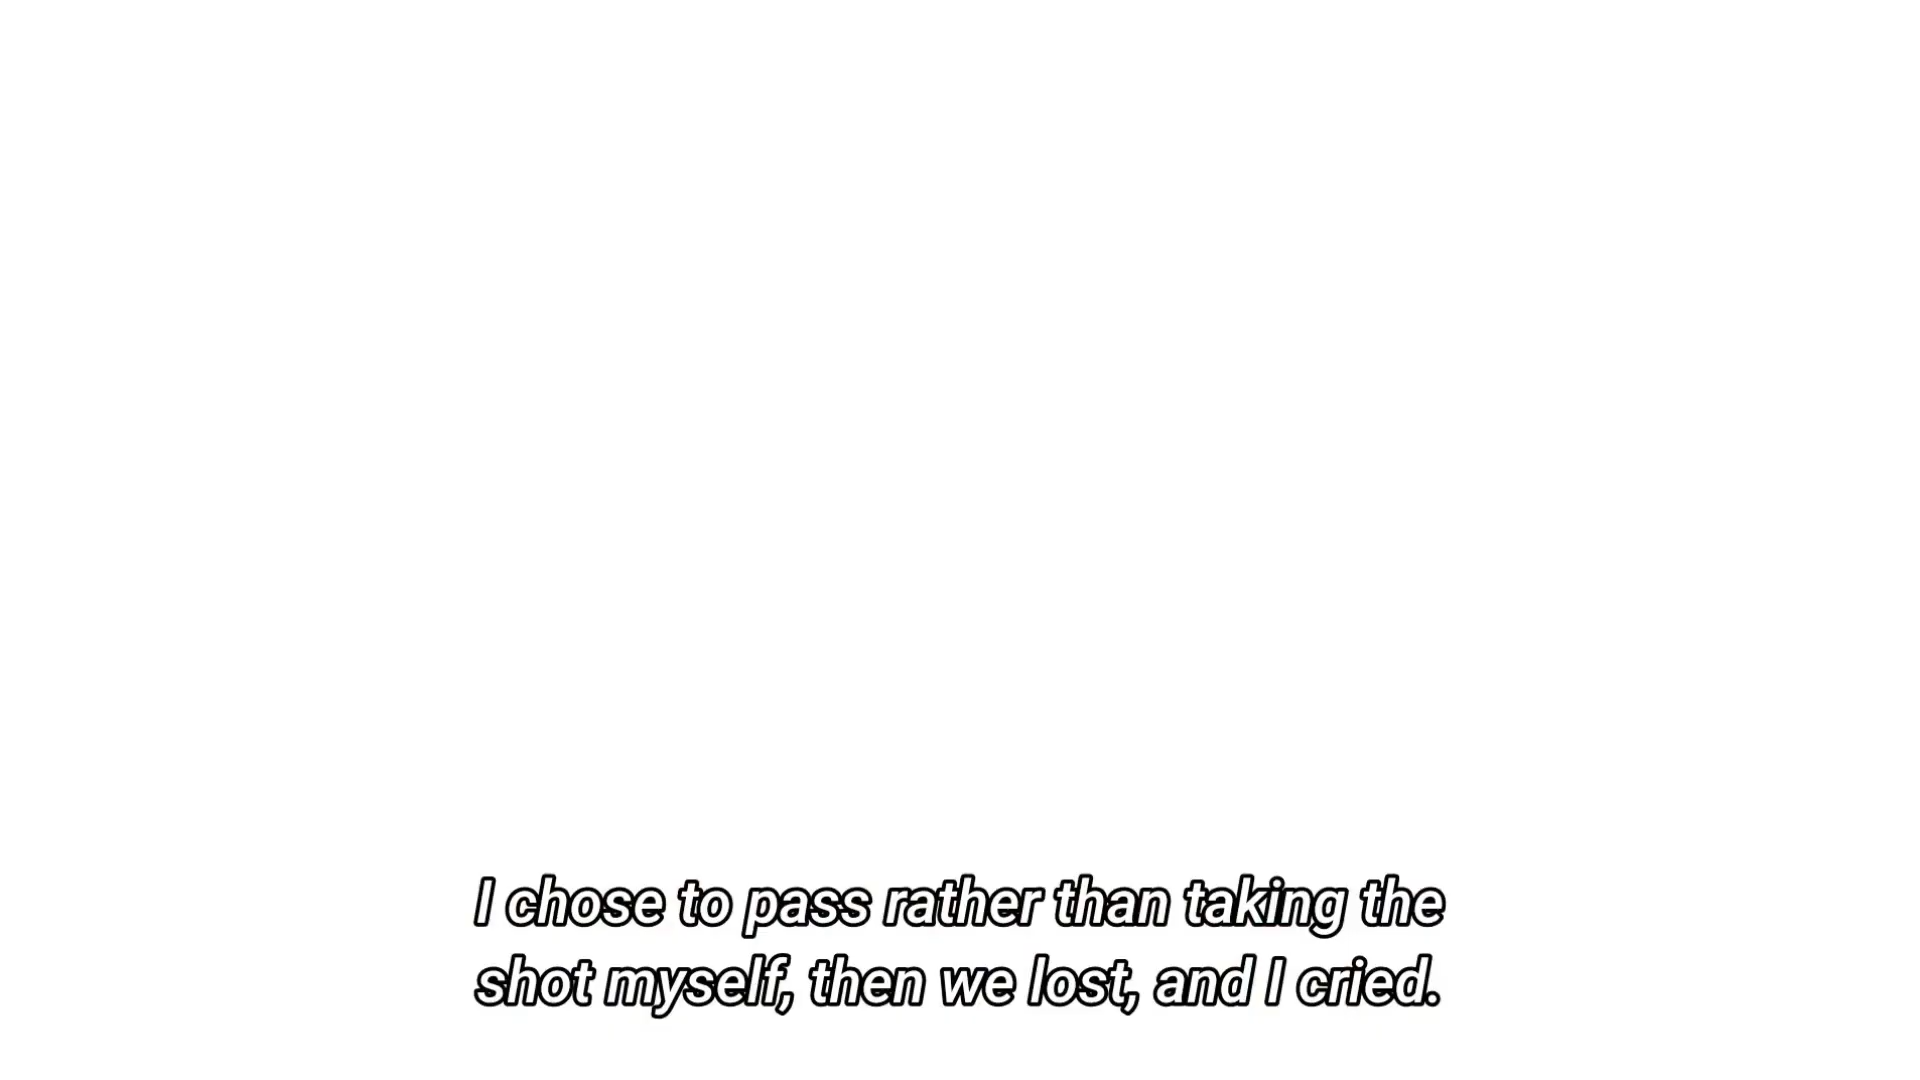 I chose to pass rather than taking the
shot myself, then we lost, and I cried.